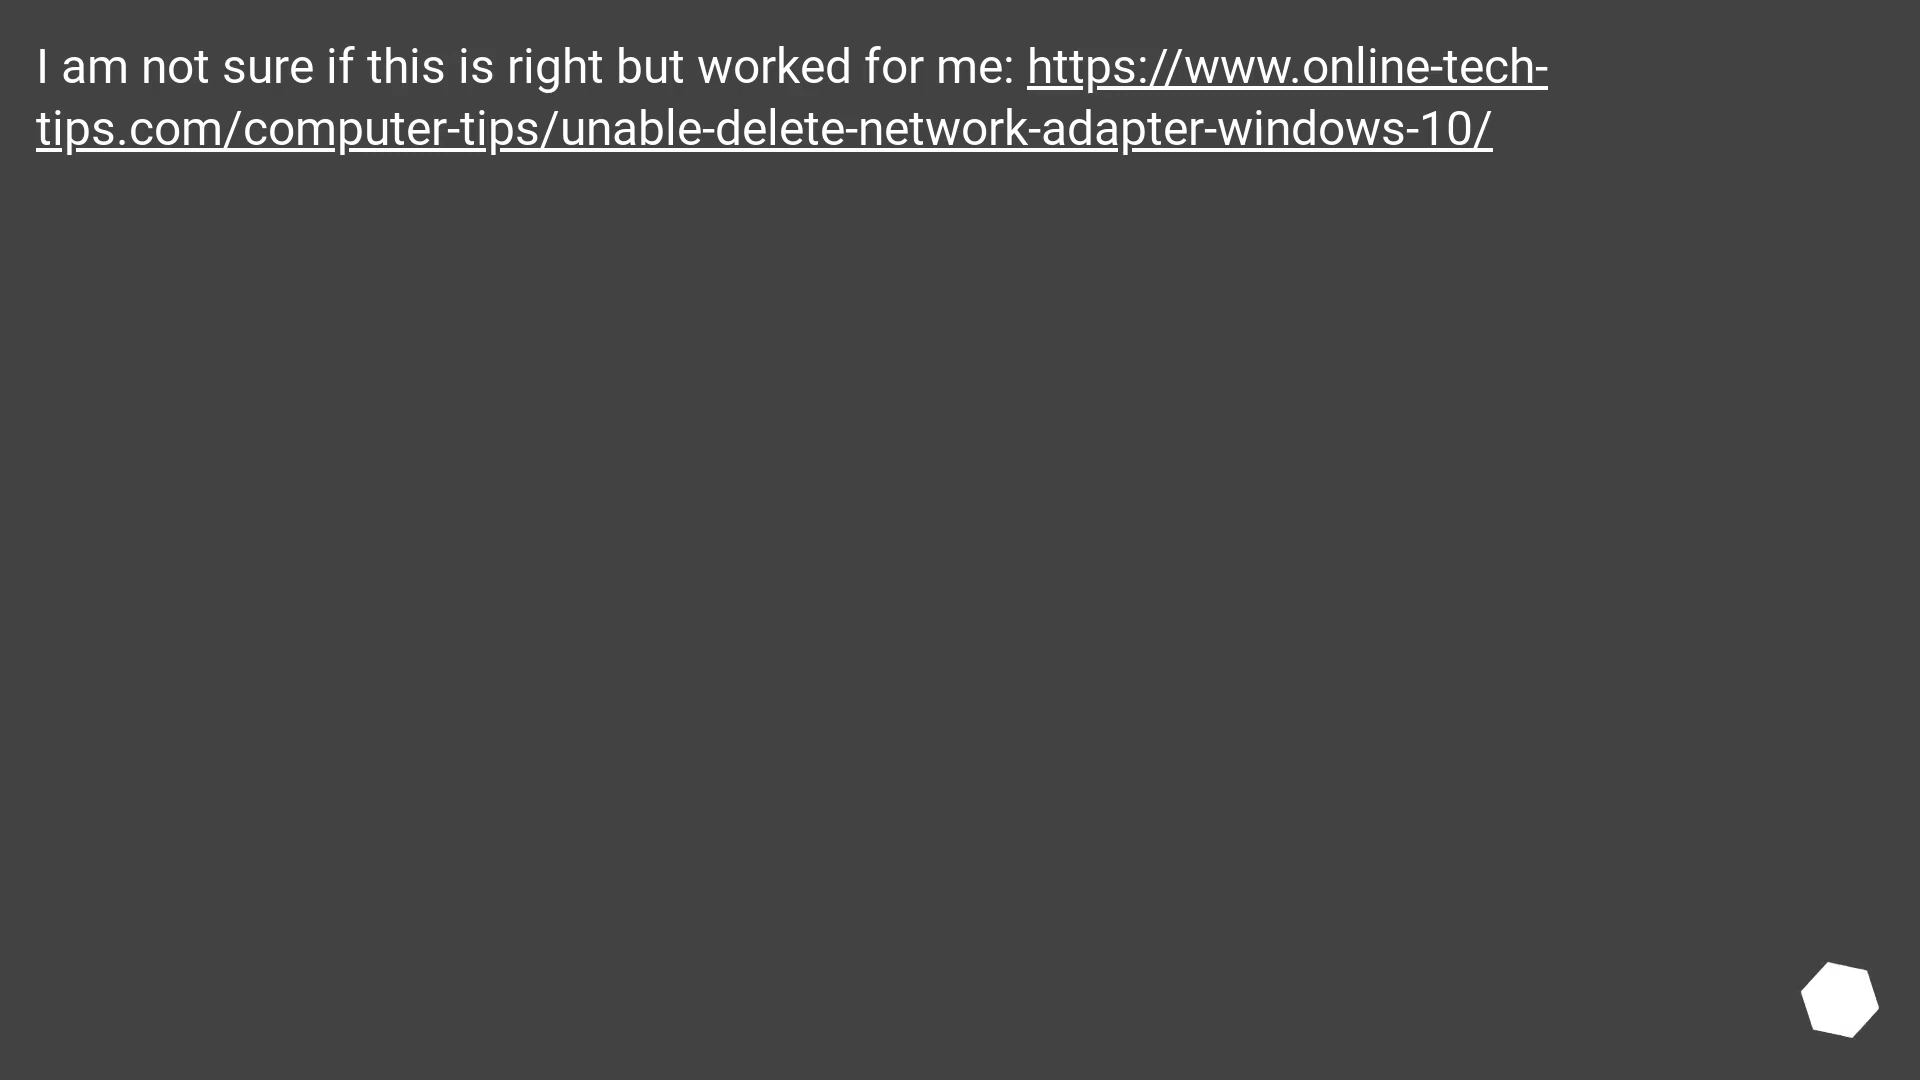 I am not sure if this is right but worked for me: https://www.online-tech-
tips.com/computer-tips/unable-delete-network-adapter-windows-10/